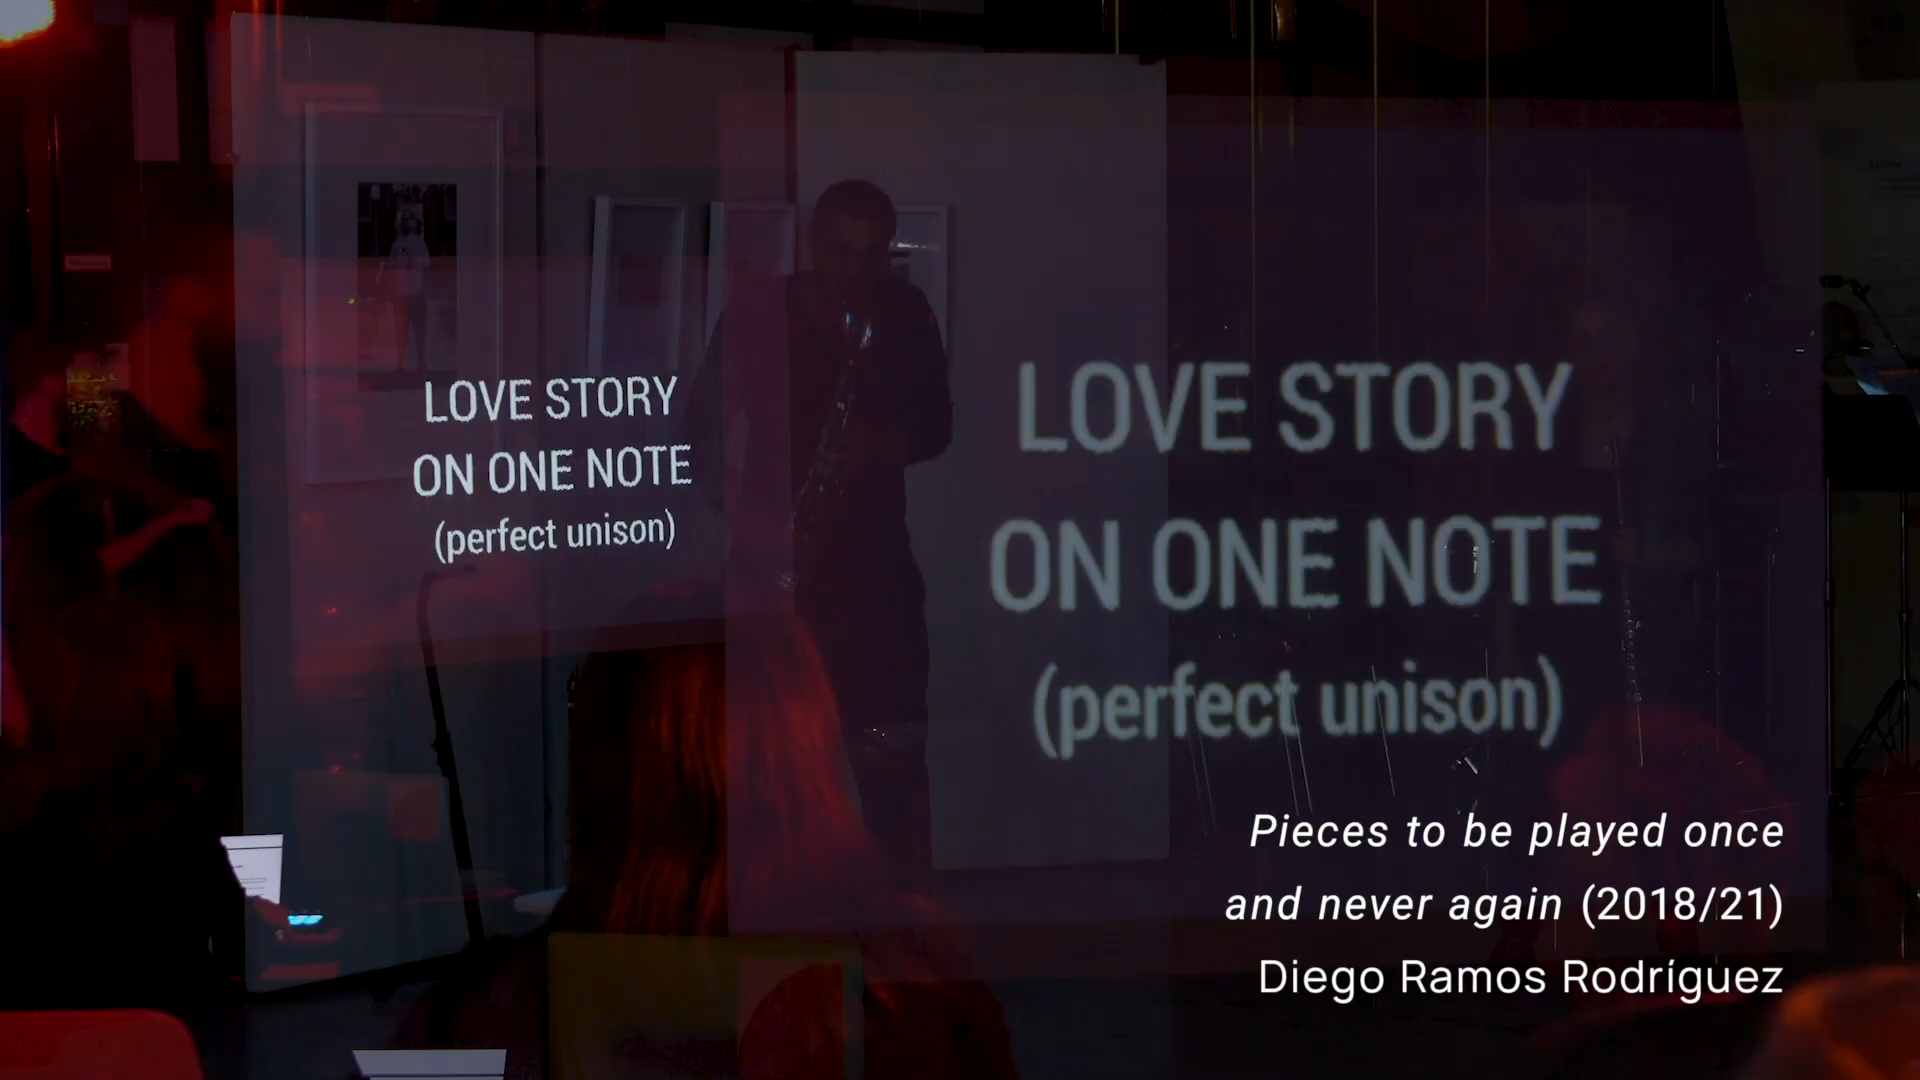 LOVE STORY
ON ONE NOTE
(perfect unison)
LOVE STORY
ON ONE NOTE
(perfect unison)
Pieces to be played once
and never again (2018/21)
Diego Ramos Rodríguez